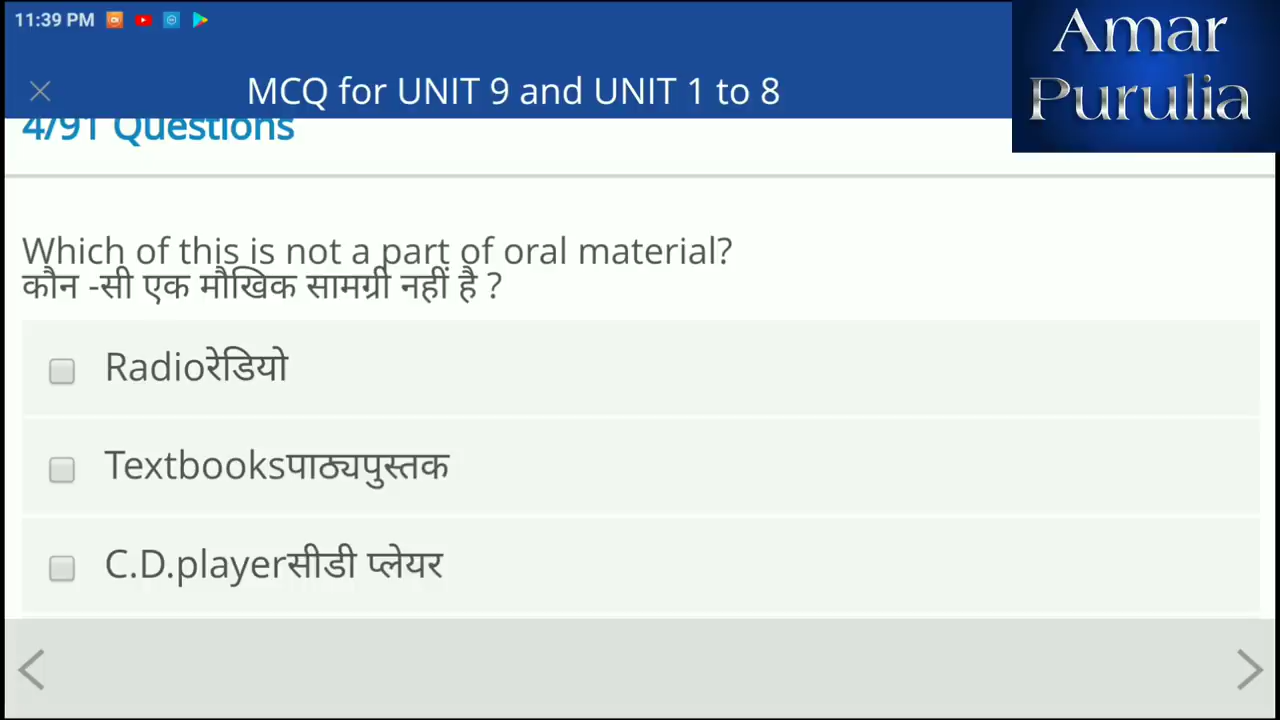 11:39 PM
Amar
Purulia
MCQ for UNIT 9 and UNIT 1 to 8
4/91 Questions
Which of this is not a part of oral material?
कौन -सी एक मौखिक सामग्री नहीं है ?
Radioरेडियो
Textbooksपाठ्यपुस्तक
C.D.playerसीडी प्लेयर